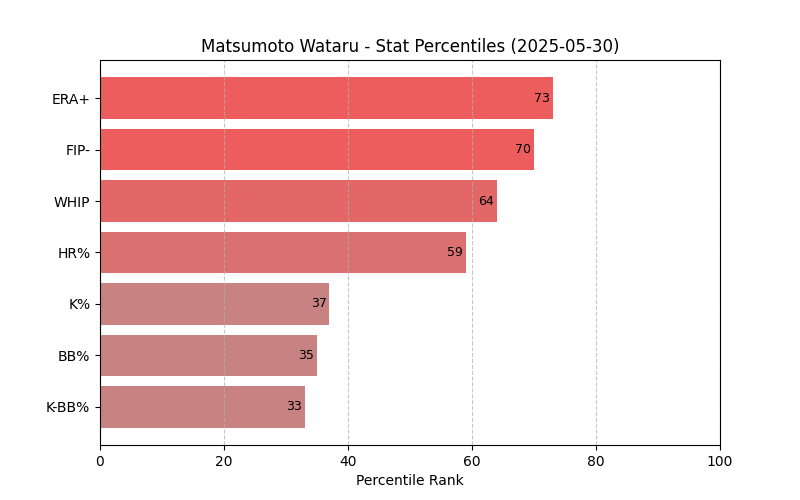 Matsumoto Wataru - Stat Percentiles (2025-05-30)
ERA+ 73
FIP- 70
WHIP 64
HR% 59
K% 37
BB% 35
K-BB% 33
0 20 40 60 80 100
Percentile Rank